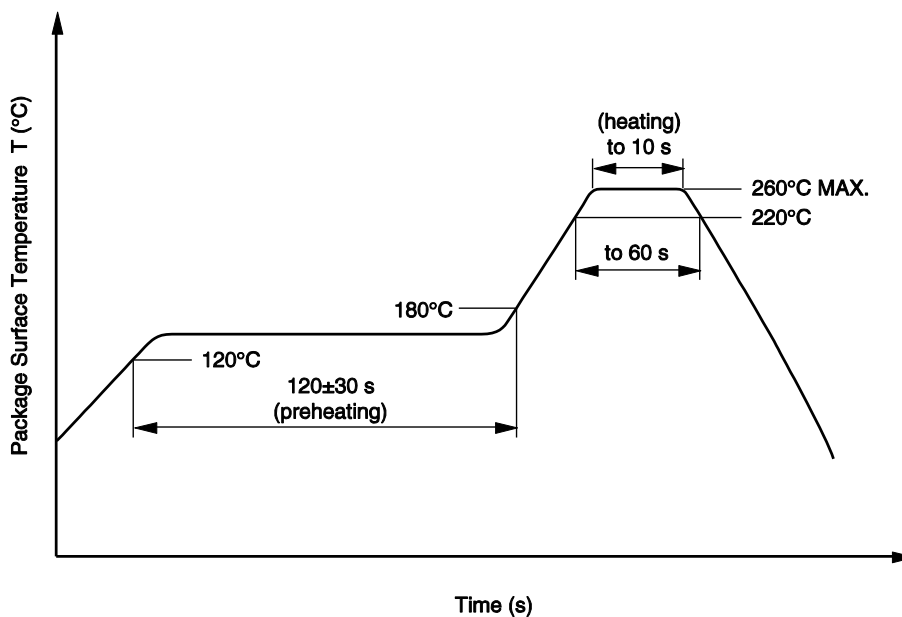 Package Surface Temperature T (°C)
(heating)
to 10 s
260°C MAX.
220°C
to 60 s
180°C
120°C
120±30 s
(preheating)
Time (s)